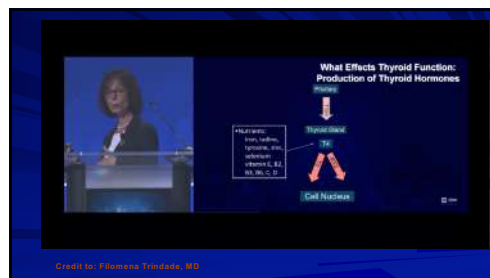 What Effects Thyroid Function:
Production of Thyroid Hormones
Pituitary
Thyroid Gland
T4
•Nutrients:
Iron, iodine,
tyrosine, zinc,
selenium
vitamin E, B2,
B3, B6, C, D
Cell Nucleus
Credit to: Filomena Trindade, MD